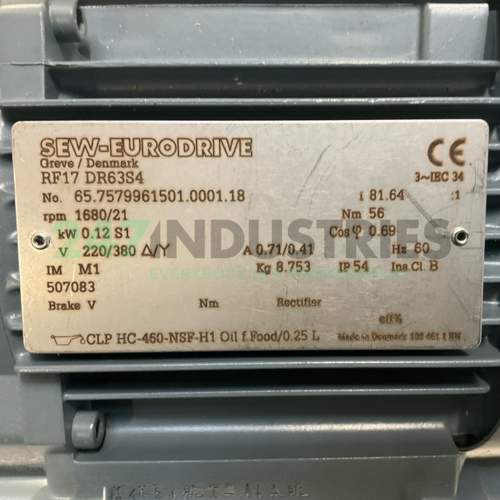 SEW-EURODRIVE
Greve / Denmark
RF17 DR63S4
3~IEC 34
No. 65.7579961501.0001.18 i 81.64 :1
rpm 1680/21 Nm 56
kW 0.12 S1 Cos φ 0.69
V 220/380 Δ/Y A 0.71/0.41 Hz 60
IM M1 Kg 8.753 IP 54 Ins.Cl. B
507083
Brake V Nm Rectifier
eff%
CLP HC-460-NSF-H1 Oil f.Food/0.25 L Made in Denmark
INDUSTRIES